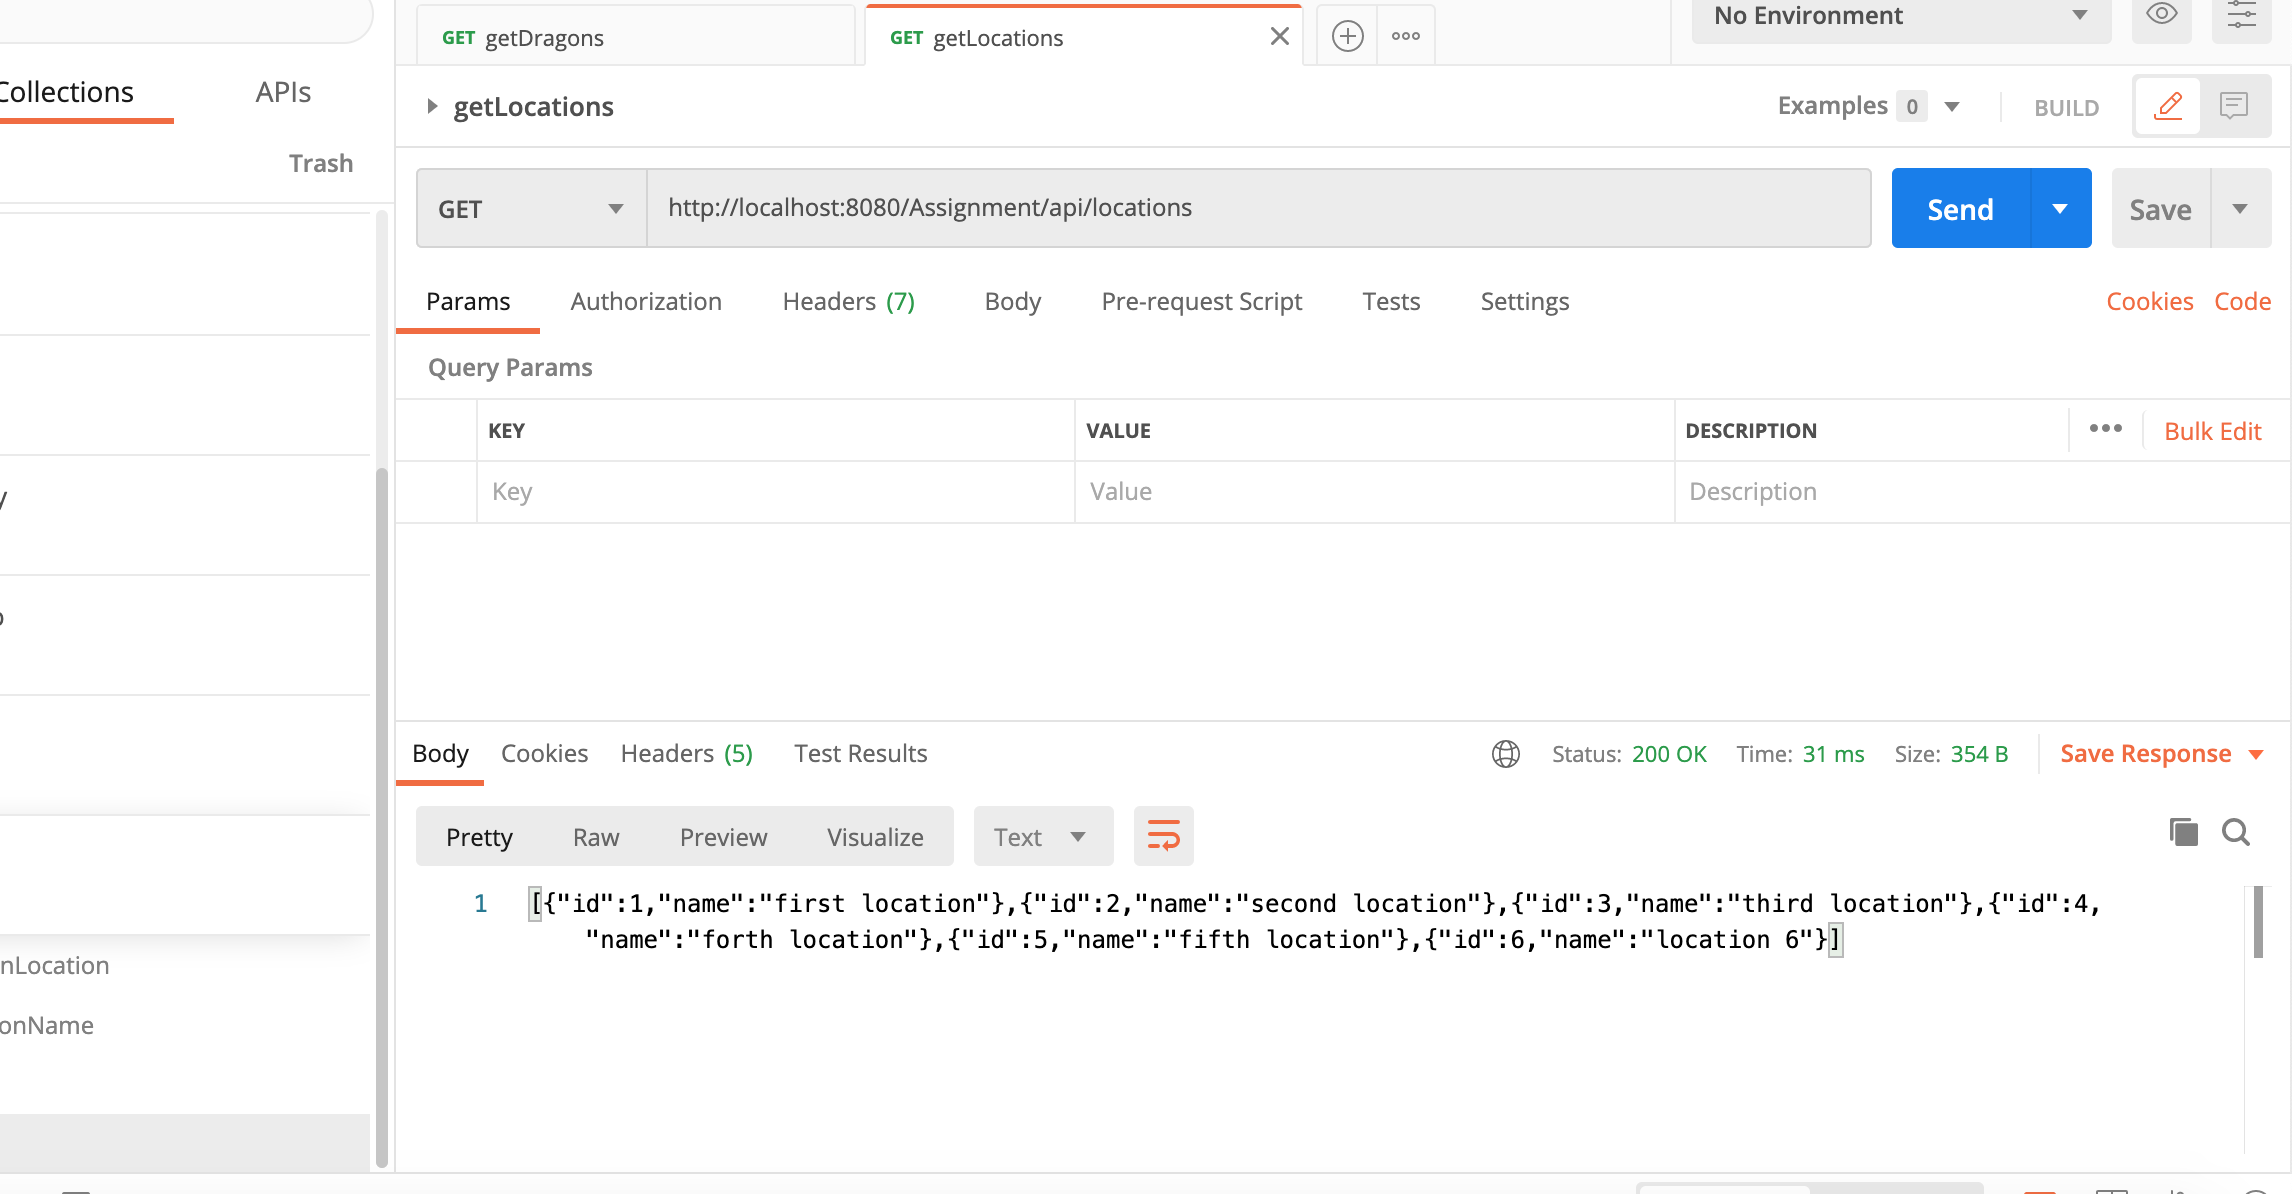 GET getDragons
GET getLocations
No Environment
Collections
APIs
Trash
getLocations
Examples 0
BUILD
GET
http://localhost:8080/Assignment/api/locations
Send
Save
Params
Authorization
Headers (7)
Body
Pre-request Script
Tests
Settings
Cookies
Code
Query Params
KEY
VALUE
DESCRIPTION
Bulk Edit
Key
Value
Description
nLocation
onName
Body
Cookies
Headers (5)
Test Results
Status: 200 OK
Time: 31 ms
Size: 354 B
Save Response
Pretty
Raw
Preview
Visualize
Text
1
[{"id":1,"name":"first location"},{"id":2,"name":"second location"},{"id":3,"name":"third location"},{"id":4,
"name":"forth location"},{"id":5,"name":"fifth location"},{"id":6,"name":"location 6"}]